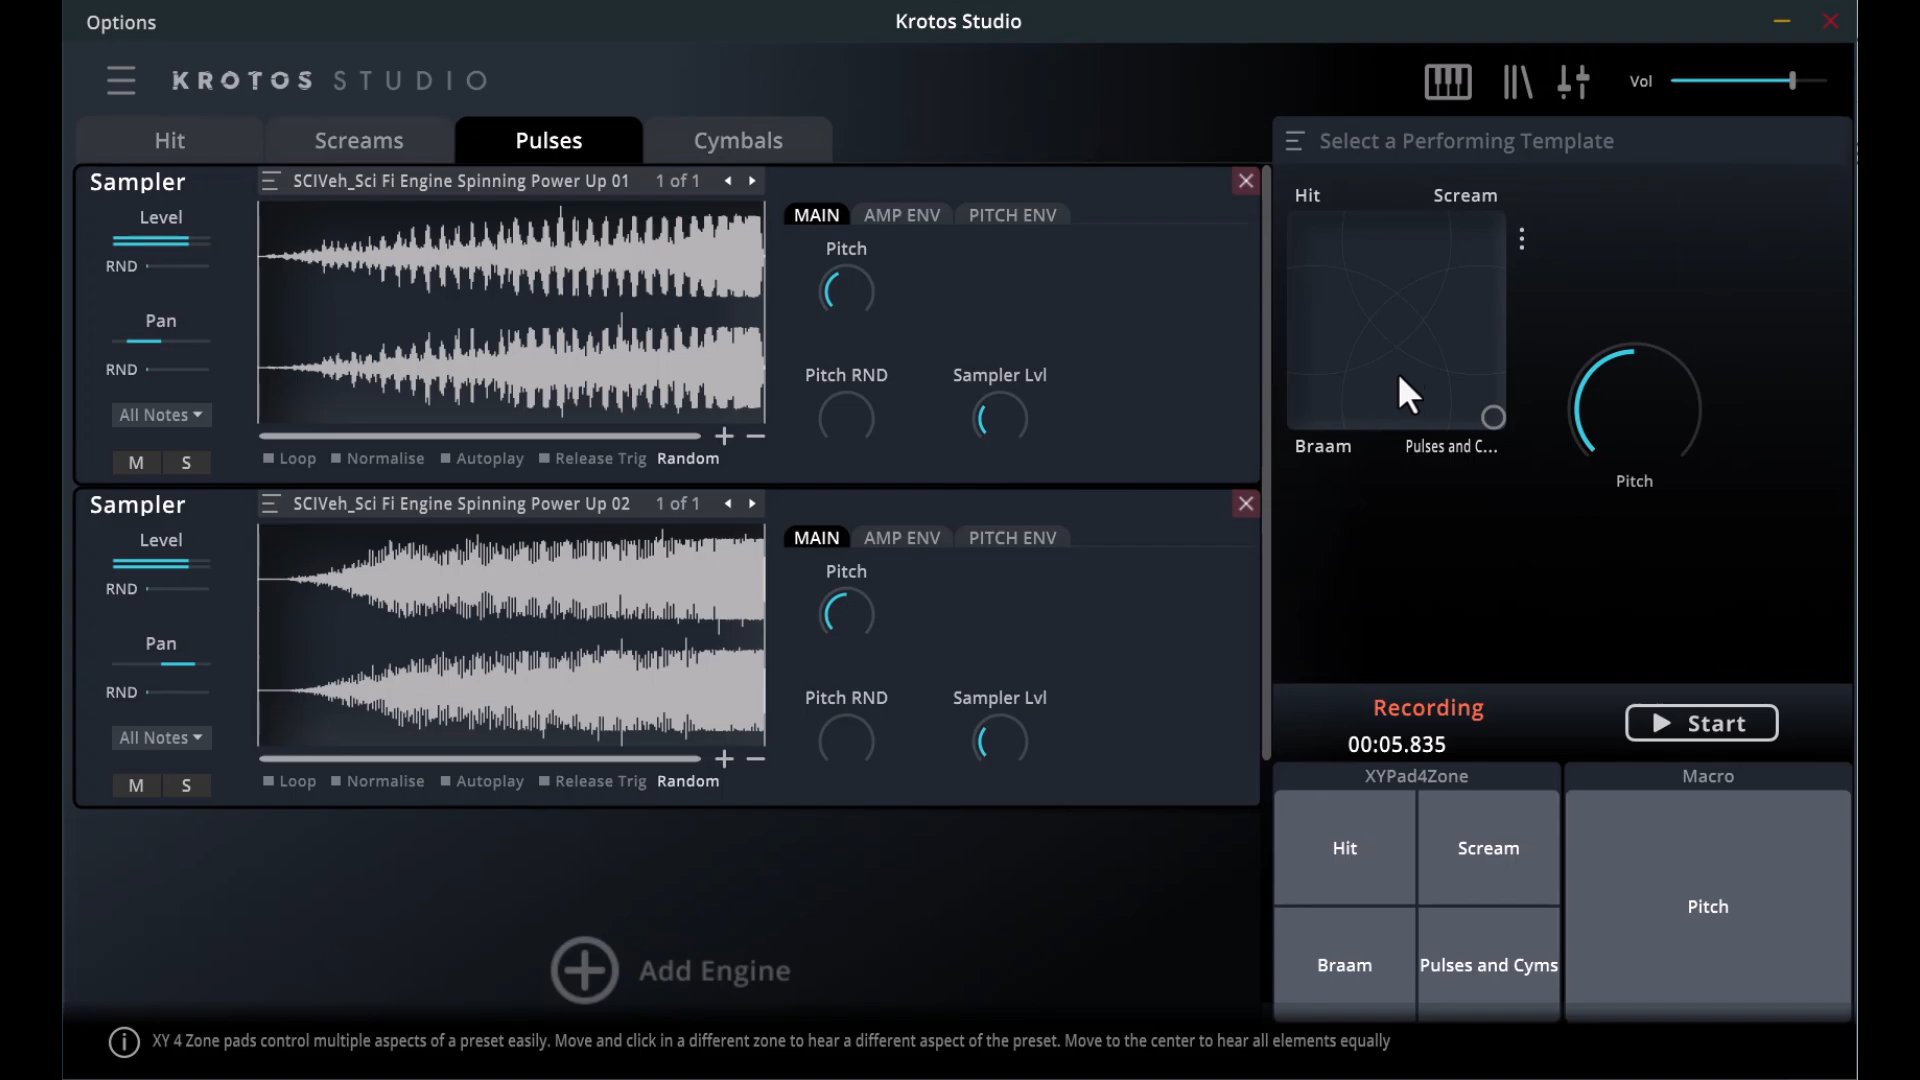 Options
Krotos Studio
KROTOS STUDIO
Vol
Hit
Screams
Pulses
Cymbals
Select a Performing Template
Sampler
SCIVeh_Sci Fi Engine Spinning Power Up 01
1 of 1
Level
RND
Pan
RND
All Notes
M
S
Loop
Normalise
Autoplay
Release Trig
Random
MAIN
AMP ENV
PITCH ENV
Pitch
Pitch RND
Sampler Lvl
Sampler
SCIVeh_Sci Fi Engine Spinning Power Up 02
1 of 1
Level
RND
Pan
RND
All Notes
M
S
Loop
Normalise
Autoplay
Release Trig
Random
MAIN
AMP ENV
PITCH ENV
Pitch
Pitch RND
Sampler Lvl
Add Engine
Hit
Scream
Braam
Pulses and C...
Pitch
Recording
00:05.835
Start
XYPad4Zone
Macro
Hit
Scream
Braam
Pulses and Cyms
Pitch
XY 4 Zone pads control multiple aspects of a preset easily. Move and click in a different zone to hear a different aspect of the preset. Move to the center to hear all elements equally